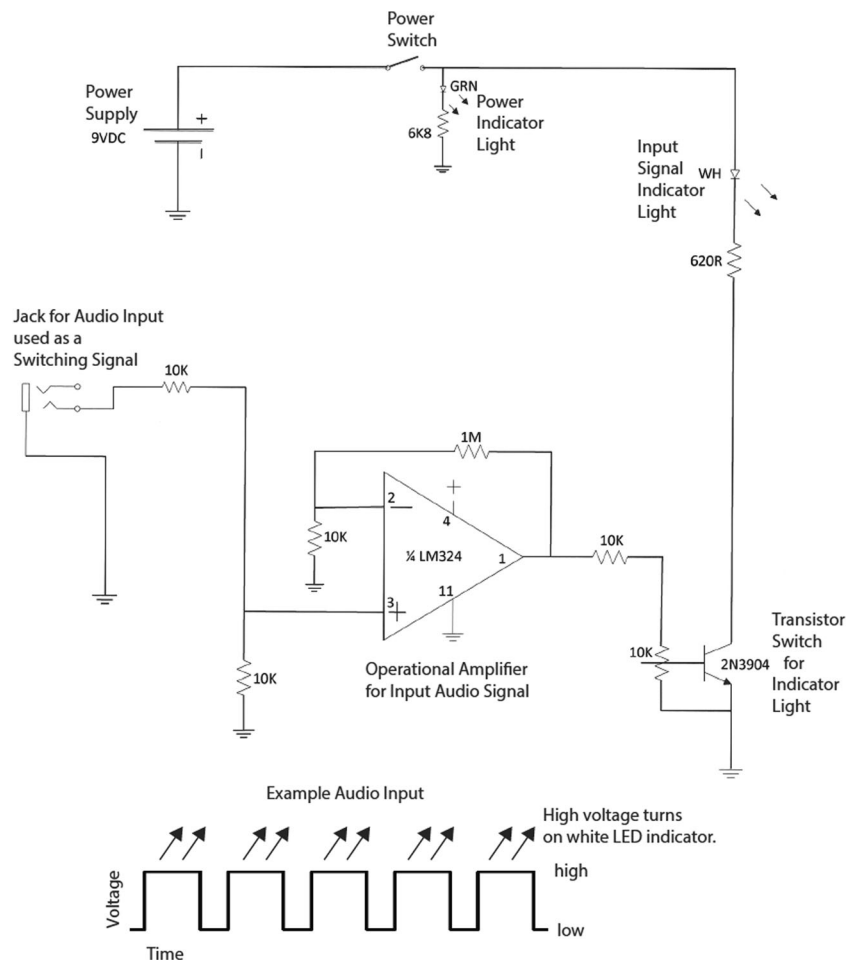 Power
Switch
Power
Supply
9VDC
+
−
GRN
6K8
Power
Indicator
Light
Input
Signal
Indicator
Light
WH
620R
Jack for Audio Input
used as a
Switching Signal
10K
1M
2
−
+
4
10K
¼ LM324
1
10K
11
3
+
10K
Operational Amplifier
for Input Audio Signal
10K
2N3904
Transistor
Switch
for
Indicator
Light
Example Audio Input
High voltage turns
on white LED indicator.
Voltage
high
low
Time